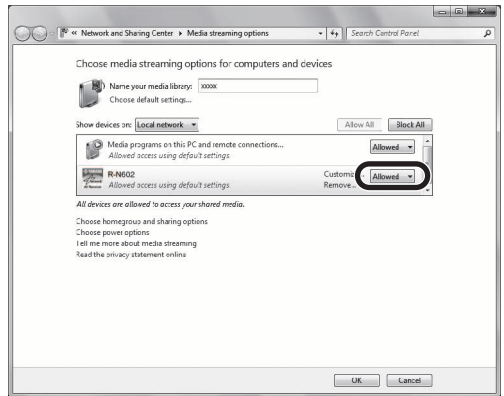 « Network and Sharing Center ▸ Media streaming options
Search Control Panel
Choose media streaming options for computers and devices
Name your media library: xxxxx
Choose default settings...
Show devices on: Local network
Allow All
Block All
Media programs on this PC and remote connections...
Allowed access using default settings
Allowed
R-N602
Allowed access using default settings
Customiz
Remove...
Allowed
All devices are allowed to access your shared media.
Choose homegroup and sharing options
Choose power options
Tell me more about media streaming
Read the privacy statement online
OK
Cancel